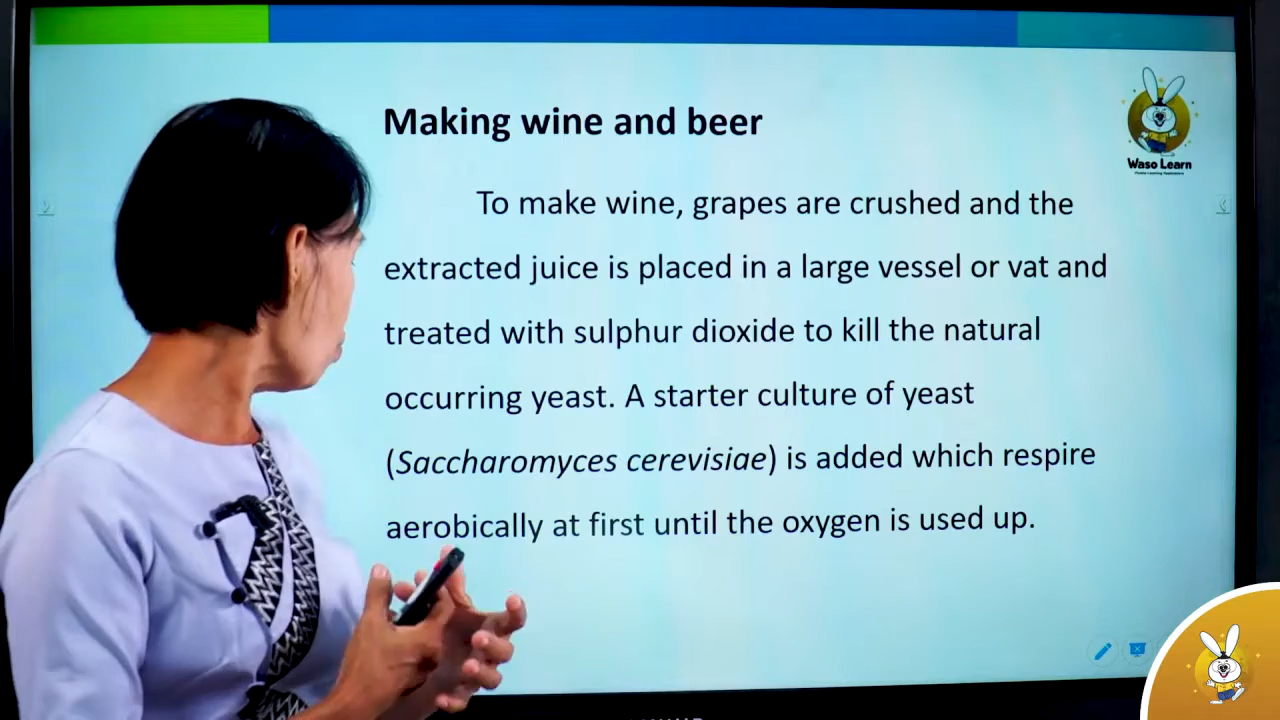 Making wine and beer
Waso Learn
To make wine, grapes are crushed and the
extracted juice is placed in a large vessel or vat and
treated with sulphur dioxide to kill the natural
occurring yeast. A starter culture of yeast
(Saccharomyces cerevisiae) is added which respire
aerobically at first until the oxygen is used up.